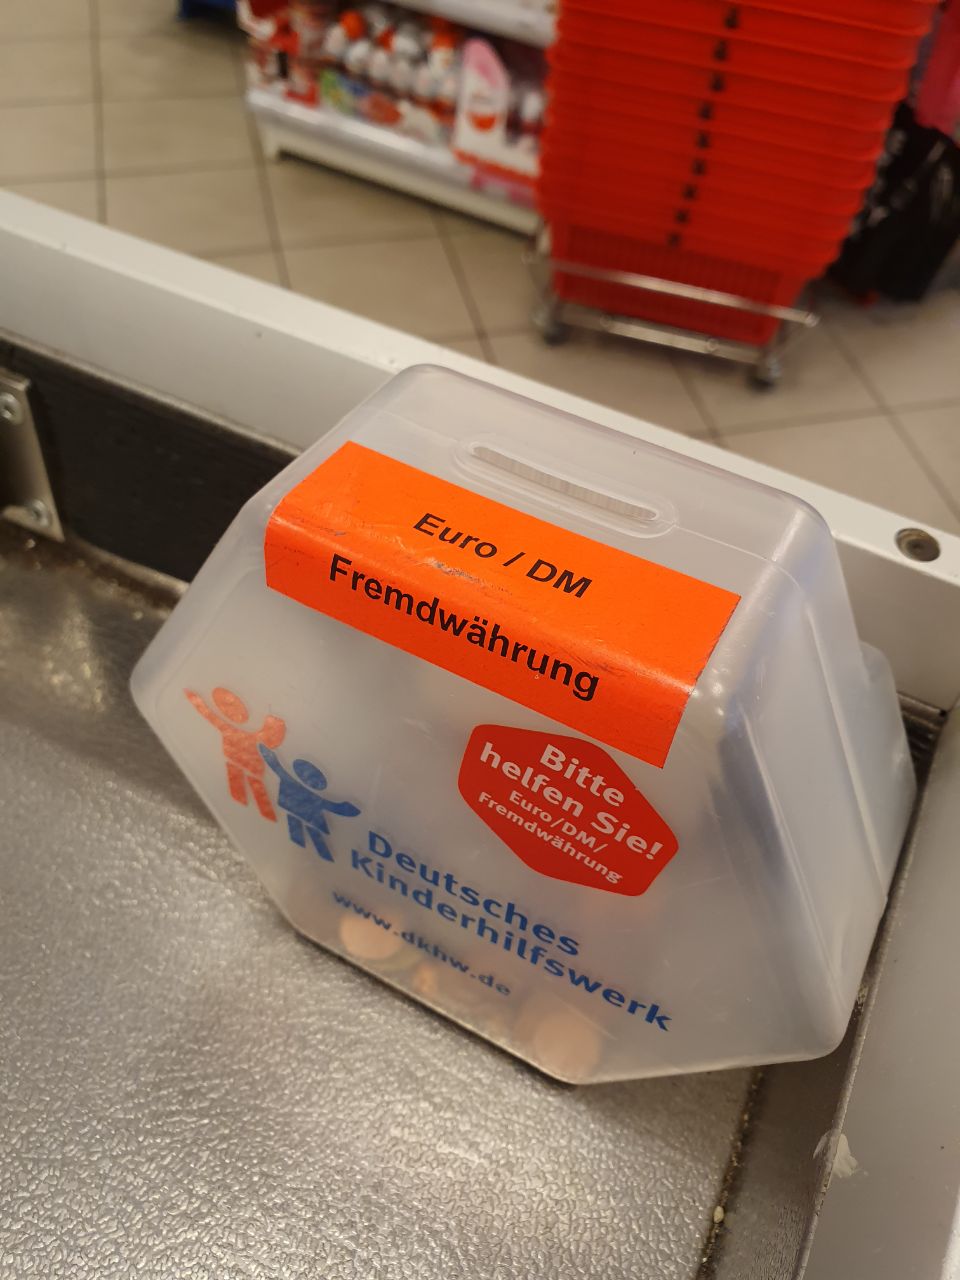 Euro / DM
Fremdwährung
Bitte
helfen Sie!
Euro/DM/
Fremdwährung
Deutsches
Kinderhilfswerk
www.dkhw.de